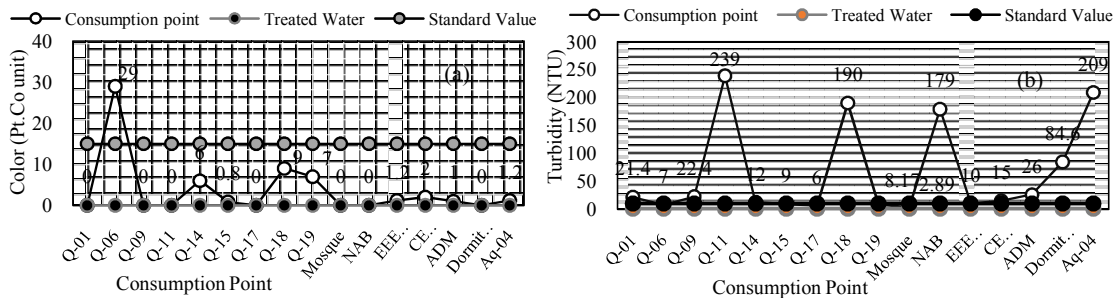 Consumption point Treated Water Standard Value
Color (Pt.Co unit)
40
30
20
10
0
(a)
0 29 0 0 6 0.8 0 9 7 0 0 2 1 0 1.2
Q-01 Q-06 Q-09 Q-11 Q-14 Q-15 Q-17 Q-18 Q-19 Mosque NAB EEE… CE… ADM Dormit… Aq-04
Consumption Point
Consumption point Treated Water Standard Value
Turbidity (NTU)
300
250
200
150
100
50
0
(b)
21.4 7 22.4 239 12 9 6 190 2.89 179 10 15 26 84.6 209
Q-01 Q-06 Q-09 Q-11 Q-14 Q-15 Q-17 Q-18 Q-19 Mosque NAB EEE… CE… ADM Dormit… Aq-04
Consumption Point